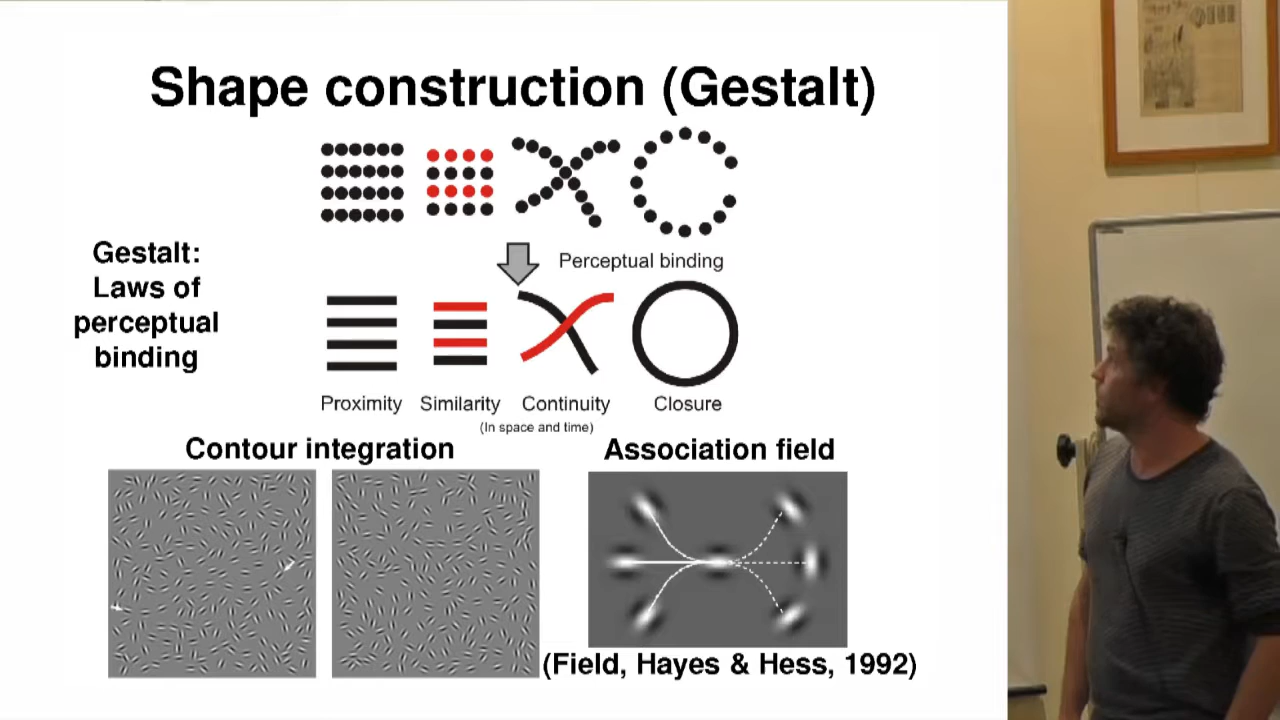 Shape construction (Gestalt)
Gestalt:
Laws of
perceptual
binding
Perceptual binding
Proximity
Similarity
Continuity
Closure
(In space and time)
Contour integration
Association field
(Field, Hayes & Hess, 1992)